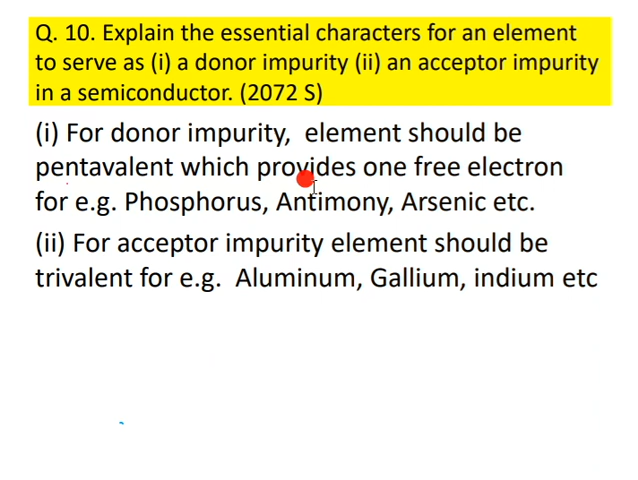 Q. 10. Explain the essential characters for an element
to serve as (i) a donor impurity (ii) an acceptor impurity
in a semiconductor. (2072 S)
(i) For donor impurity, element should be
pentavalent which provides one free electron
for e.g. Phosphorus, Antimony, Arsenic etc.
(ii) For acceptor impurity element should be
trivalent for e.g. Aluminum, Gallium, indium etc